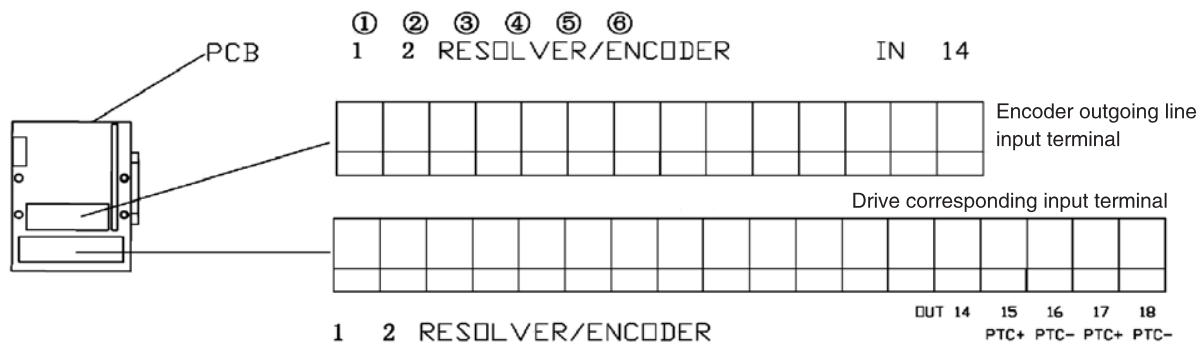 ① ② ③ ④ ⑤ ⑥
PCB
1 2 RESOLVER/ENCODER IN 14
Encoder outgoing line
input terminal
Drive corresponding input terminal
OUT 14 15 16 17 18
PTC+ PTC- PTC+ PTC-
1 2 RESOLVER/ENCODER